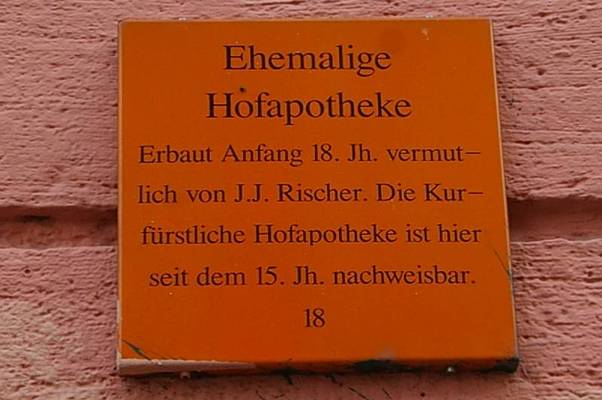 Ehemalige
Hofapotheke
Erbaut Anfang 18. Jh. vermut–
lich von J.J. Rischer. Die Kur–
fürstliche Hofapotheke ist hier
seit dem 15. Jh. nachweisbar.
18